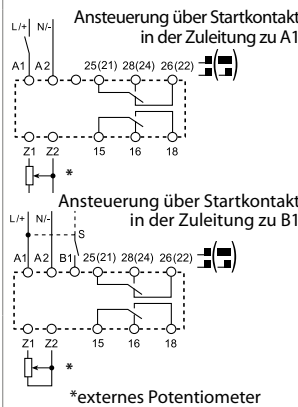 Ansteuerung über Startkontakt
in der Zuleitung zu A1
L/+ N/-
A1 A2 25(21) 28(24) 26(22)
Z1 Z2 15 16 18
*
Ansteuerung über Startkontakt
in der Zuleitung zu B1
L/+ N/- S
A1 A2 B1 25(21) 28(24) 26(22)
Z1 Z2 15 16 18
*
*externes Potentiometer